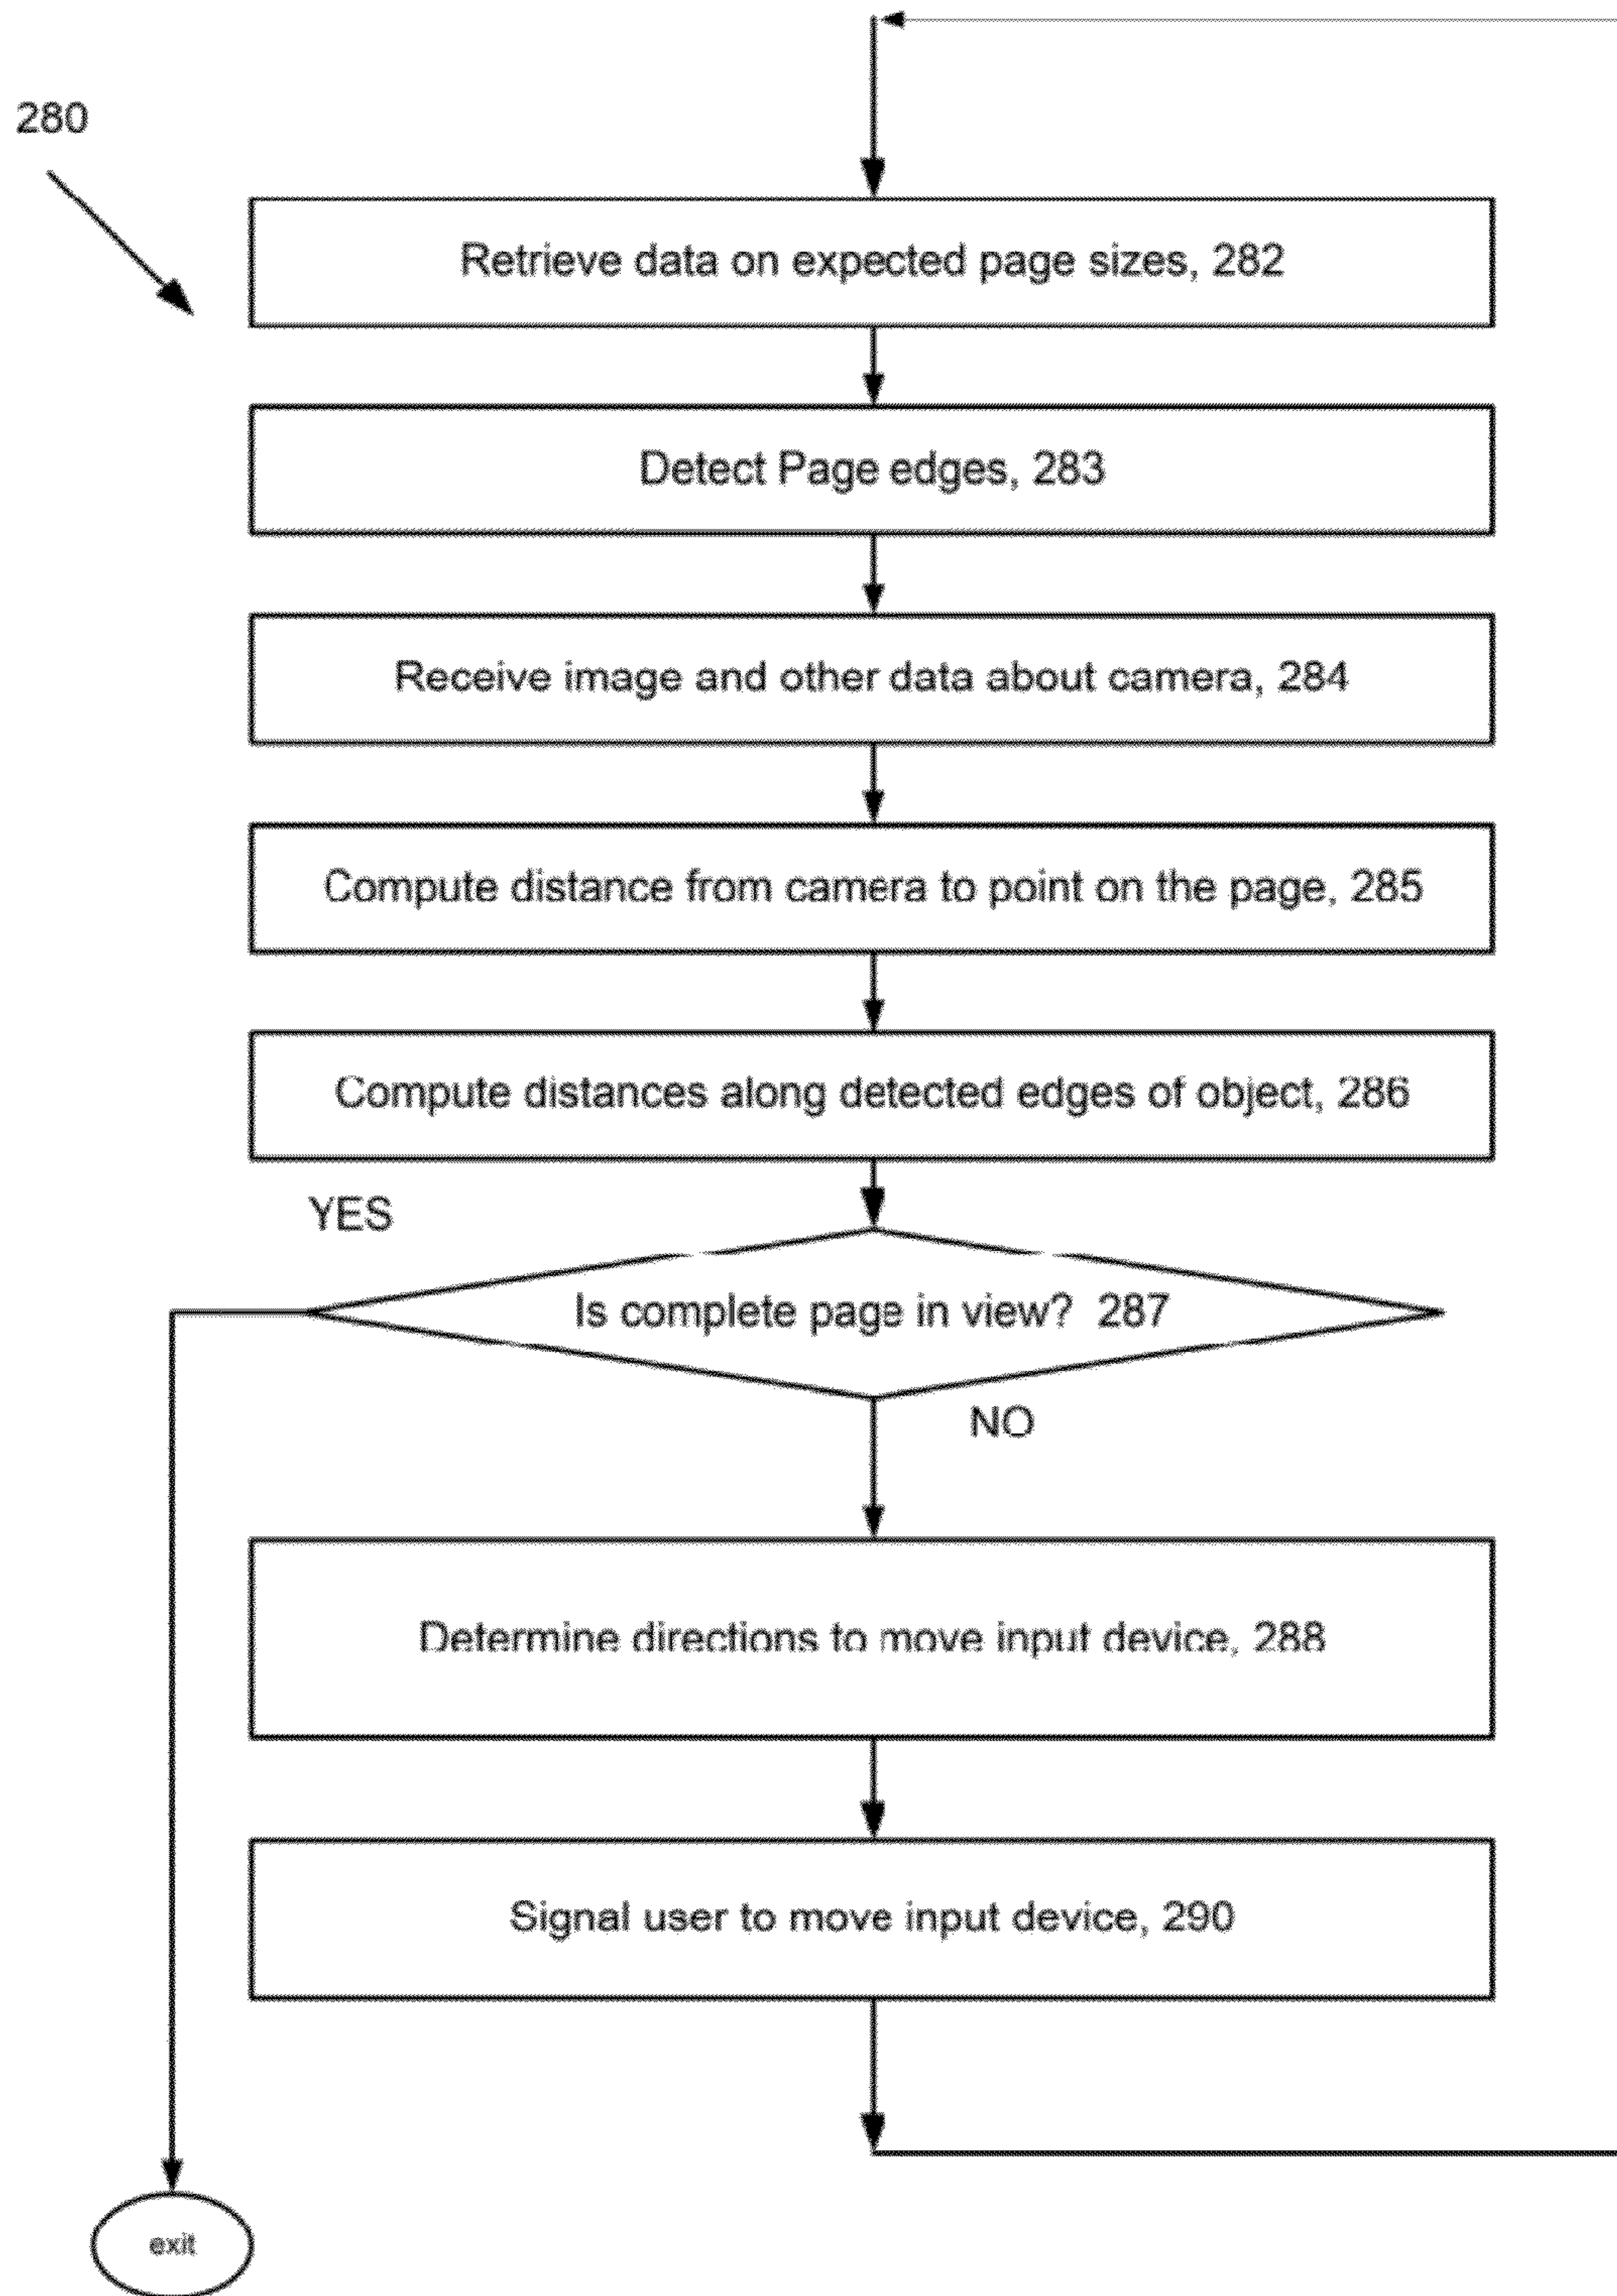 280
Retrieve data on expected page sizes, 282
Detect Page edges, 283
Receive image and other data about camera, 284
Compute distance from camera to point on the page, 285
Compute distances along detected edges of object, 286
YES
Is complete page in view? 287
NO
Determine directions to move input device, 288
Signal user to move input device, 290
exit